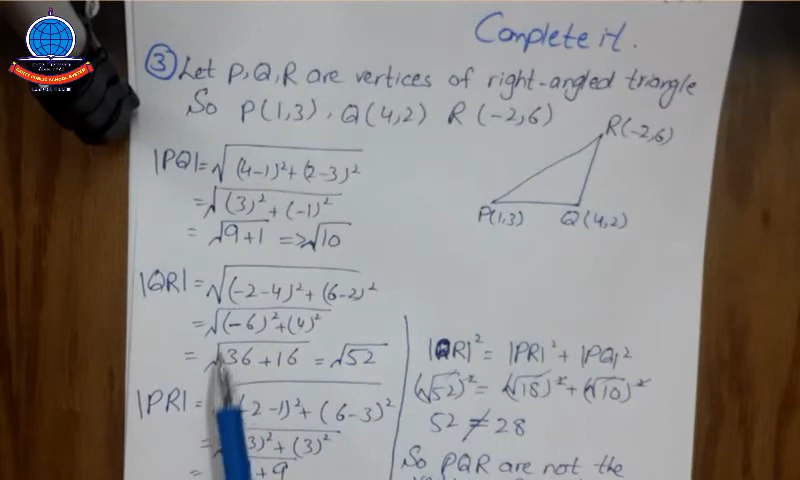 Complete it.
③ Let P, Q, R are vertices of right-angled triangle
So P(1,3), Q(4,2) R(-2,6)
R(-2,6)
P(1,3) Q(4,2)
|PQ| = √((4-1)²+(2-3)²)
= √((3)²+(-1)²)
= √(9+1) => √10
|QR| = √((-2-4)²+(6-2)²
= √((-6)²+(4)²
= √(36+16) = √52
|PR| = -2-1)²+(6-3)²
= 3)²+(3)²
= +9
|QR|² = |PR|² + |PQ|²
(√52)² = (√18)² + (√10)²
52 ≠ 28
So PQR are not the